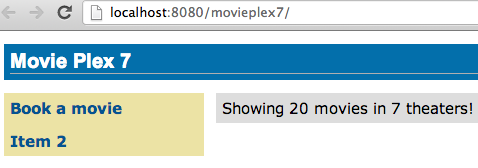 localhost:8080/movieplex7/
Movie Plex 7
Book a movie
Showing 20 movies in 7 theaters!
Item 2